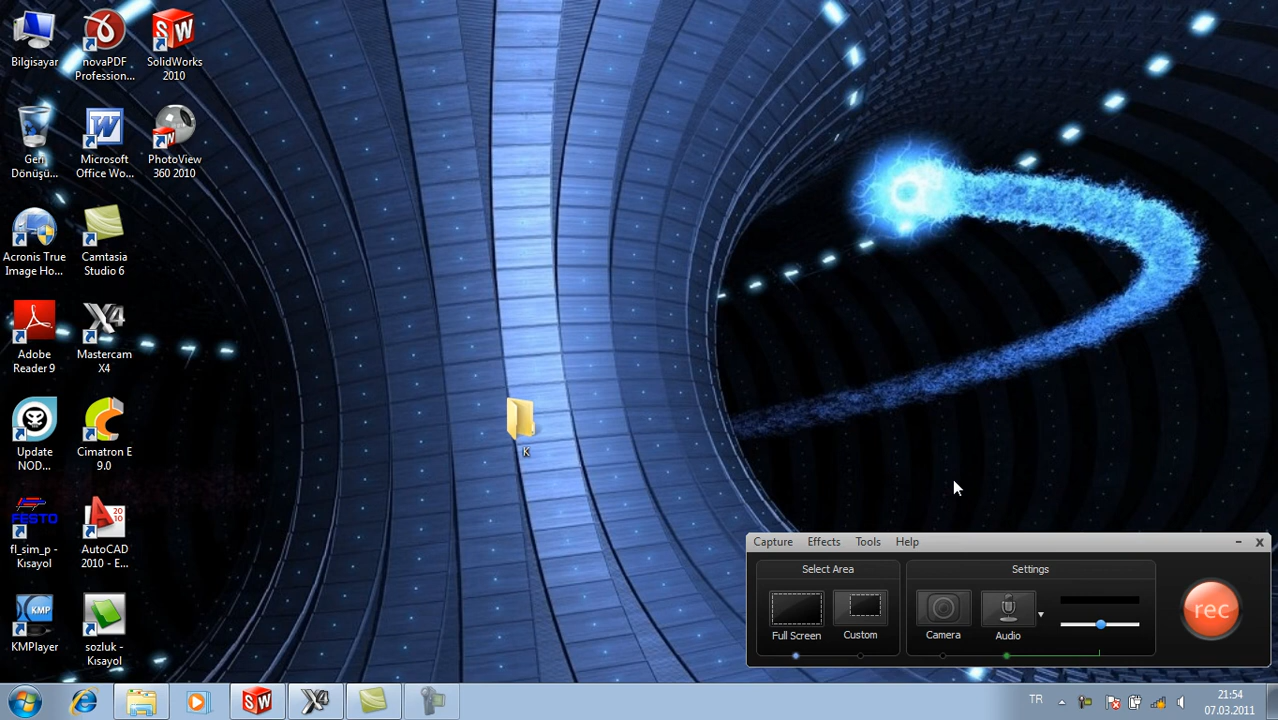 Bilgisayar
novaPDF
Profession...
SolidWorks
2010
Geri
Dönüşü...
Microsoft
Office Wo...
PhotoView
360 2010
Acronis True
Image Ho...
Camtasia
Studio 6
Adobe
Reader 9
Mastercam
X4
Update
NOD...
Cimatron E
9.0
FESTO
fl_sim_p -
Kısayol
AutoCAD
2010 - E...
KMP
KMPlayer
sozluk -
Kısayol
K
Capture
Effects
Tools
Help
Select Area
Settings
Full Screen
Custom
Camera
Audio
rec
TR
21:54
07.03.2011